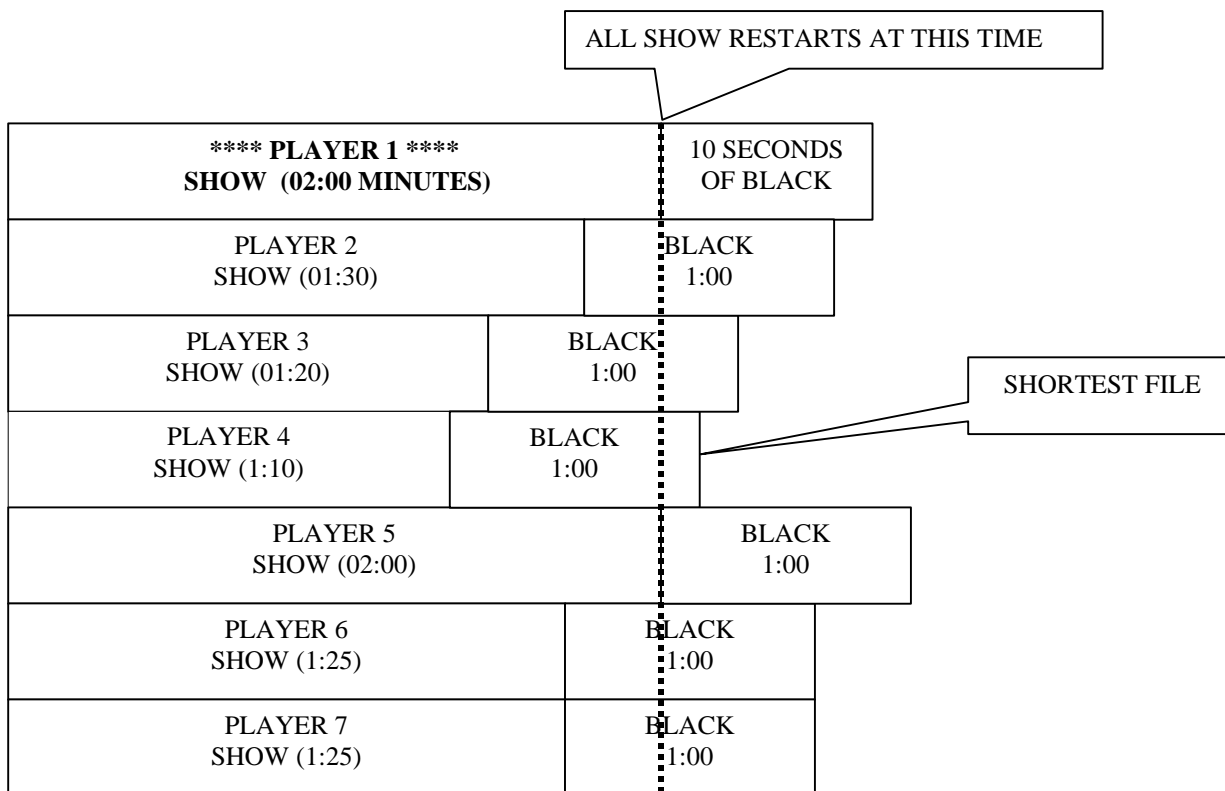 ALL SHOW RESTARTS AT THIS TIME
**** PLAYER 1 ****
SHOW (02:00 MINUTES)
10 SECONDS
OF BLACK
PLAYER 2
SHOW (01:30)
BLACK
1:00
PLAYER 3
SHOW (01:20)
BLACK
1:00
SHORTEST FILE
PLAYER 4
SHOW (1:10)
BLACK
1:00
PLAYER 5
SHOW (02:00)
BLACK
1:00
PLAYER 6
SHOW (1:25)
BLACK
1:00
PLAYER 7
SHOW (1:25)
BLACK
1:00